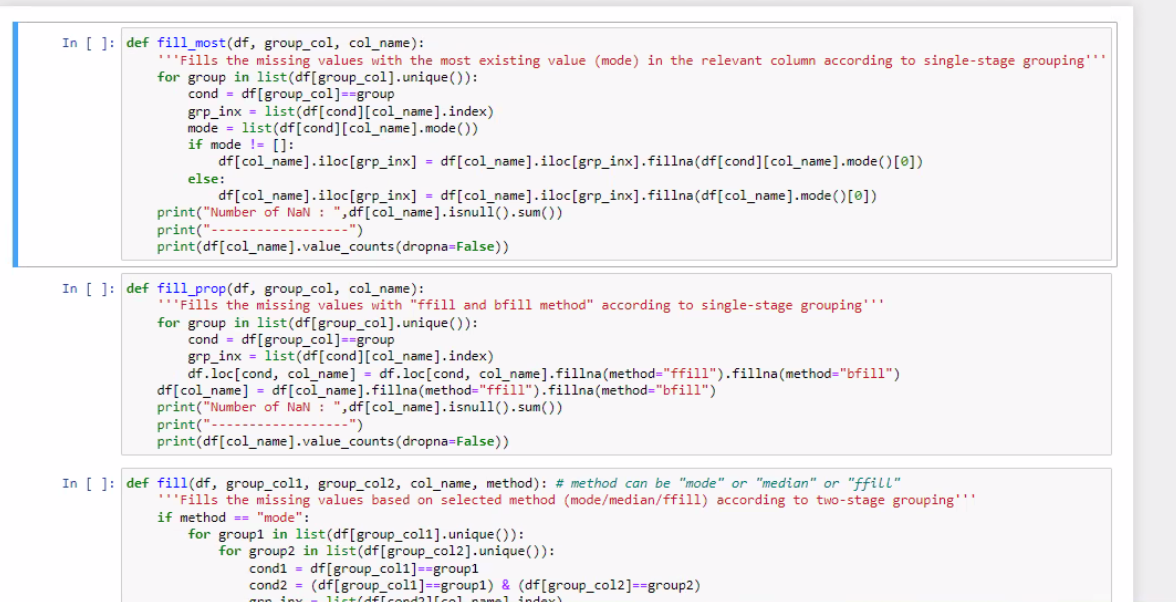 In [ ]: def fill_most(df, group_col, col_name):
'''Fills the missing values with the most existing value (mode) in the relevant column according to single-stage grouping'''
for group in list(df[group_col].unique()):
cond = df[group_col]==group
grp_inx = list(df[cond][col_name].index)
mode = list(df[cond][col_name].mode())
if mode != []:
df[col_name].iloc[grp_inx] = df[col_name].iloc[grp_inx].fillna(df[cond][col_name].mode()[0])
else:
df[col_name].iloc[grp_inx] = df[col_name].iloc[grp_inx].fillna(df[col_name].mode()[0])
print("Number of NaN : ",df[col_name].isnull().sum())
print("------------------")
print(df[col_name].value_counts(dropna=False))
In [ ]: def fill_prop(df, group_col, col_name):
'''Fills the missing values with "ffill and bfill method" according to single-stage grouping'''
for group in list(df[group_col].unique()):
cond = df[group_col]==group
grp_inx = list(df[cond][col_name].index)
df.loc[cond, col_name] = df.loc[cond, col_name].fillna(method="ffill").fillna(method="bfill")
df[col_name] = df[col_name].fillna(method="ffill").fillna(method="bfill")
print("Number of NaN : ",df[col_name].isnull().sum())
print("------------------")
print(df[col_name].value_counts(dropna=False))
In [ ]: def fill(df, group_col1, group_col2, col_name, method): # method can be "mode" or "median" or "ffill"
'''Fills the missing values based on selected method (mode/median/ffill) according to two-stage grouping'''
if method == "mode":
for group1 in list(df[group_col1].unique()):
for group2 in list(df[group_col2].unique()):
cond1 = df[group_col1]==group1
cond2 = (df[group_col1]==group1) & (df[group_col2]==group2)
grp_inx = list(df[cond2][col_name].index)